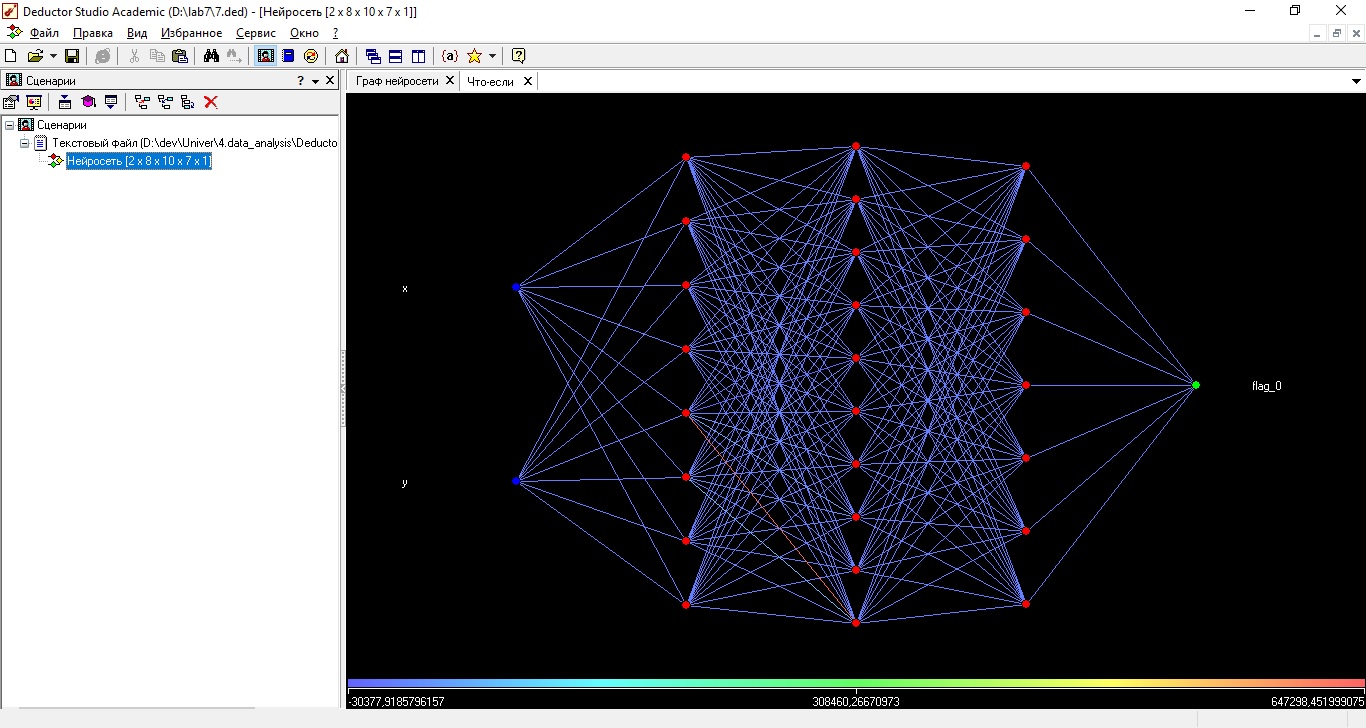 Deductor Studio Academic (D:\lab7\7.ded) - [Нейросеть [2 x 8 x 10 x 7 x 1]]
Файл Правка Вид Избранное Сервис Окно ?
{a}
Сценарии ?
Граф нейросети Что-если
Сценарии
Текстовый файл (D:\dev\Univer\4.data_analysis\Deducto
Нейросеть [2 x 8 x 10 x 7 x 1]
x
flag_0
y
-30377,9185796157 308460,26670973 647298,451999075